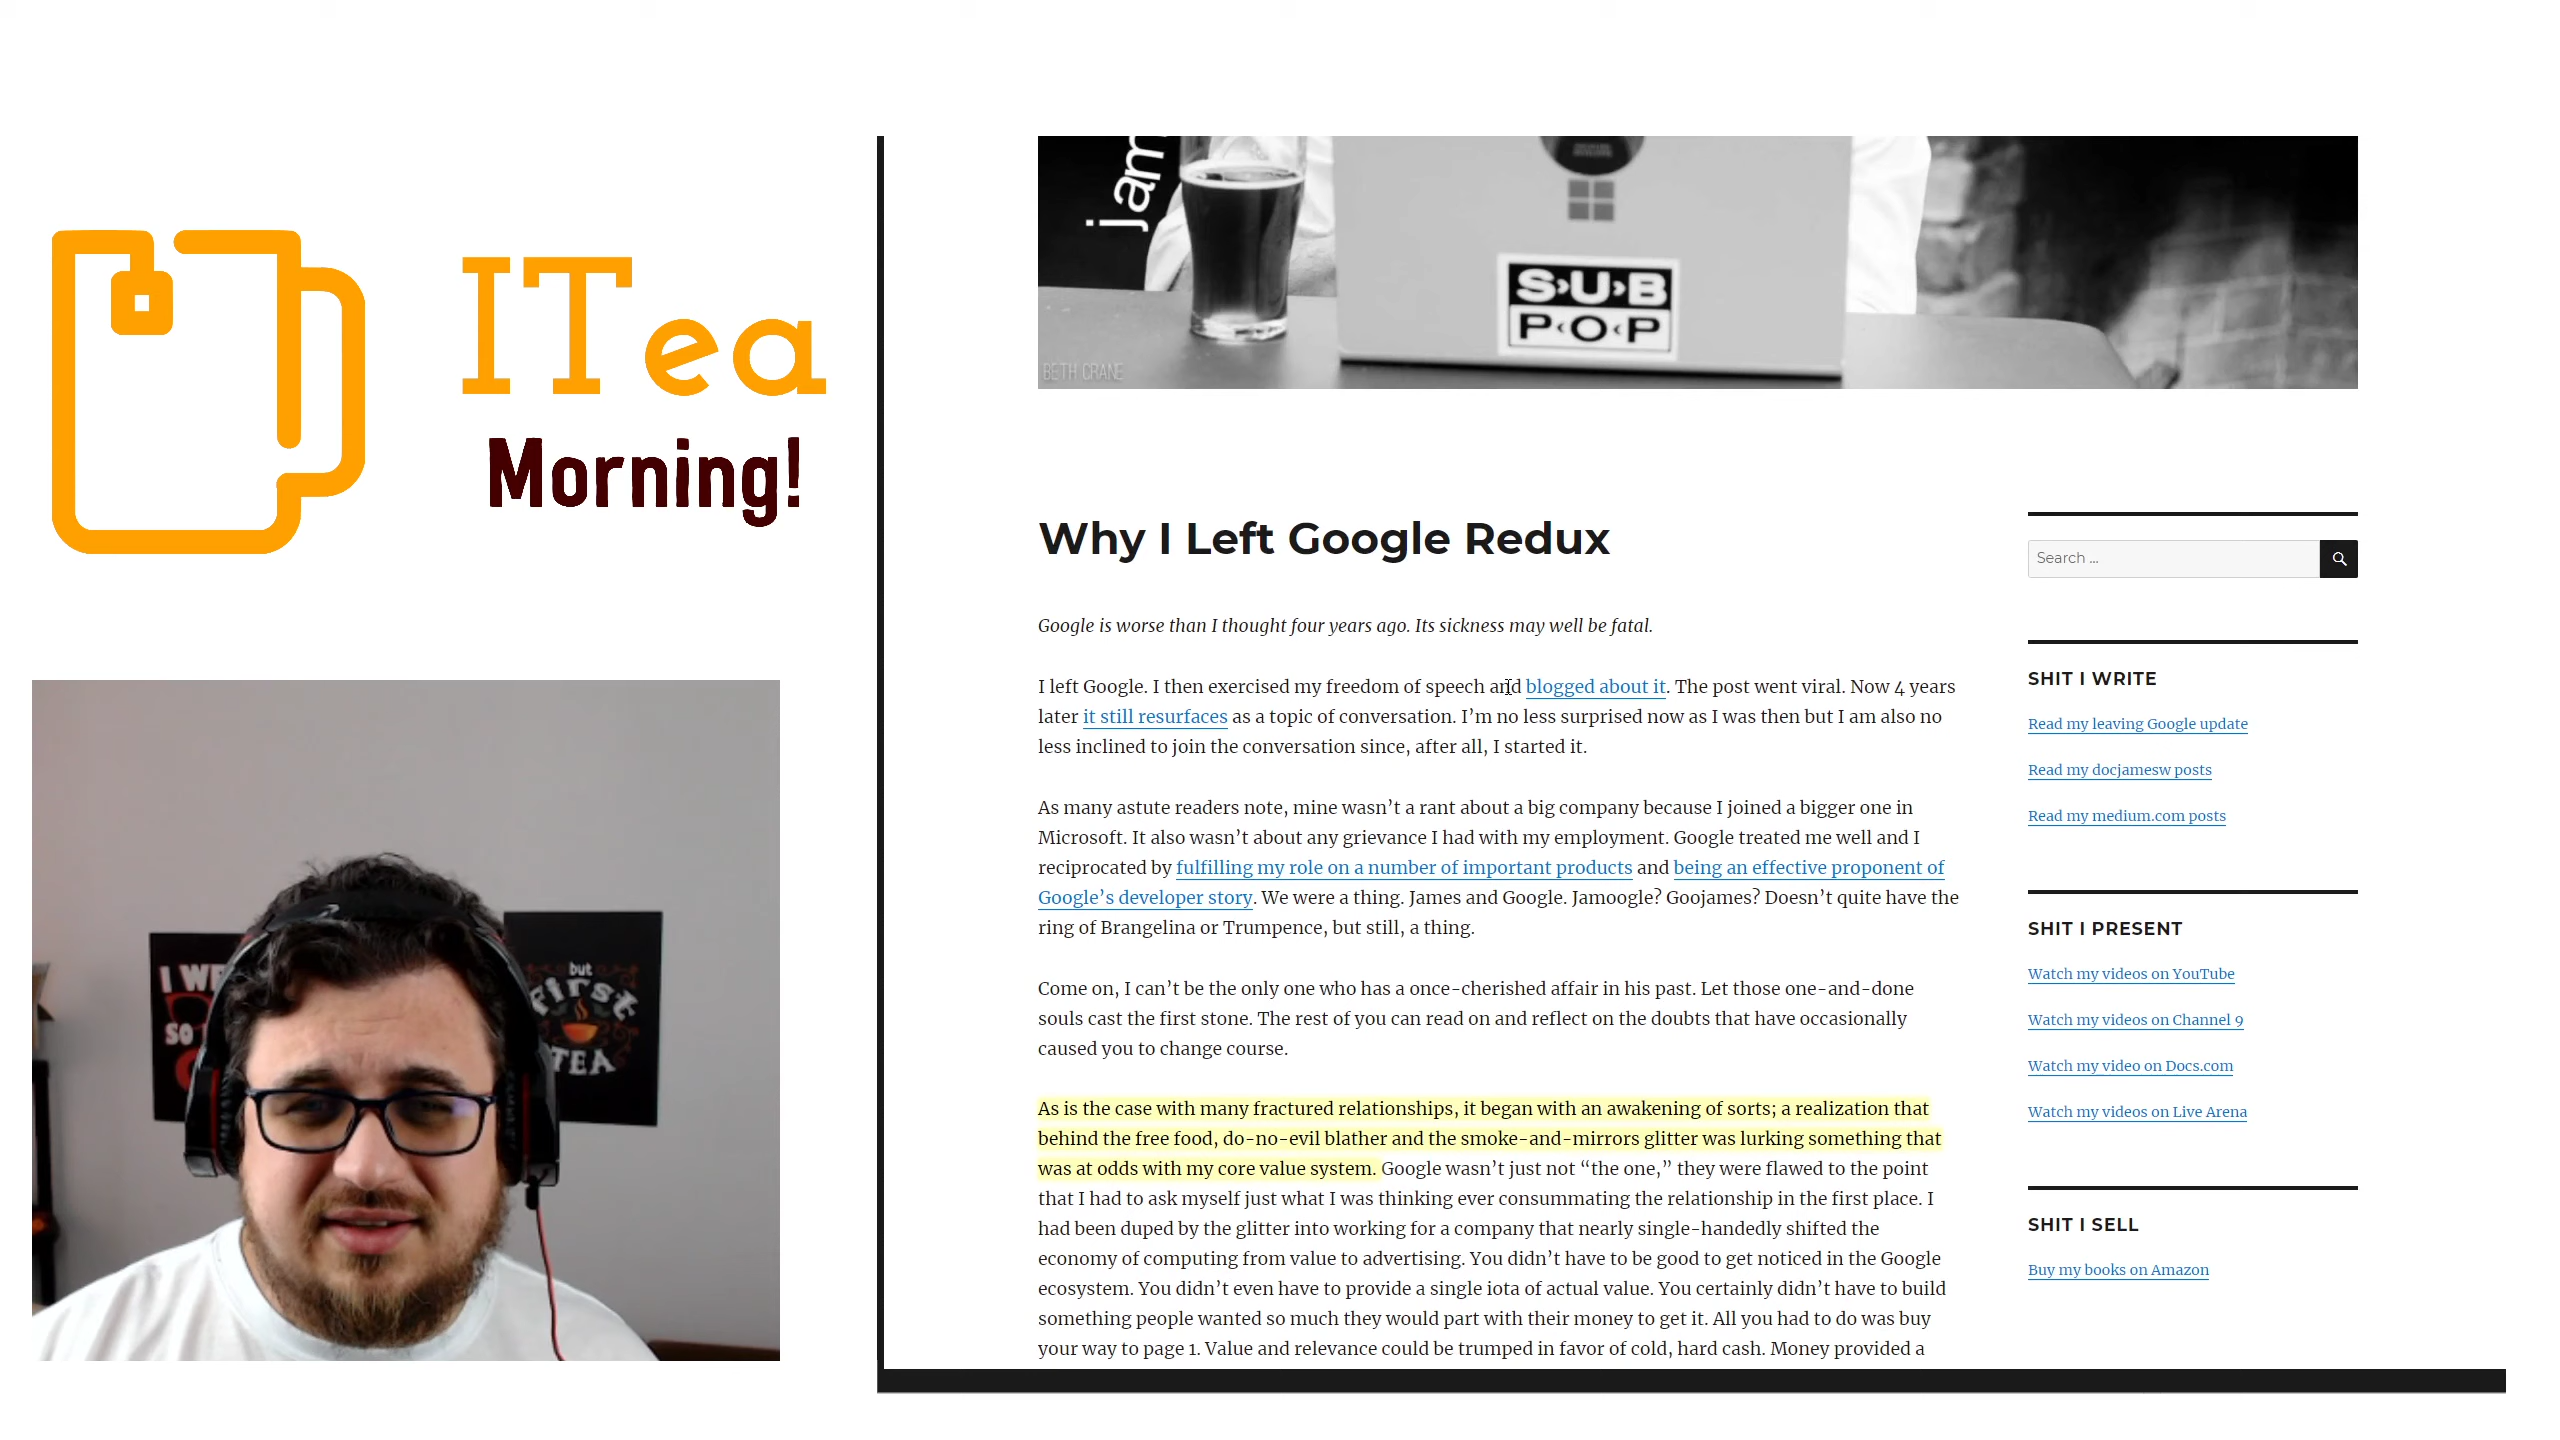 ITea
Morning!
I WE
SO
but
first
TEA
jam
S›U›B
P‹O‹P
BETH CRANE
Why I Left Google Redux
Google is worse than I thought four years ago. Its sickness may well be fatal.
I left Google. I then exercised my freedom of speech and blogged about it. The post went viral. Now 4 years
later it still resurfaces as a topic of conversation. I’m no less surprised now as I was then but I am also no
less inclined to join the conversation since, after all, I started it.
As many astute readers note, mine wasn’t a rant about a big company because I joined a bigger one in
Microsoft. It also wasn’t about any grievance I had with my employment. Google treated me well and I
reciprocated by fulfilling my role on a number of important products and being an effective proponent of
Google’s developer story. We were a thing. James and Google. Jamoogle? Goojames? Doesn’t quite have the
ring of Brangelina or Trumpence, but still, a thing.
Come on, I can’t be the only one who has a once-cherished affair in his past. Let those one-and-done
souls cast the first stone. The rest of you can read on and reflect on the doubts that have occasionally
caused you to change course.
As is the case with many fractured relationships, it began with an awakening of sorts; a realization that
behind the free food, do-no-evil blather and the smoke-and-mirrors glitter was lurking something that
was at odds with my core value system. Google wasn’t just not “the one,” they were flawed to the point
that I had to ask myself just what I was thinking ever consummating the relationship in the first place. I
had been duped by the glitter into working for a company that nearly single-handedly shifted the
economy of computing from value to advertising. You didn’t have to be good to get noticed in the Google
ecosystem. You didn’t even have to provide a single iota of actual value. You certainly didn’t have to build
something people wanted so much they would part with their money to get it. All you had to do was buy
your way to page 1. Value and relevance could be trumped in favor of cold, hard cash. Money provided a
Search …
SHIT I WRITE
Read my leaving Google update
Read my docjamesw posts
Read my medium.com posts
SHIT I PRESENT
Watch my videos on YouTube
Watch my videos on Channel 9
Watch my video on Docs.com
Watch my videos on Live Arena
SHIT I SELL
Buy my books on Amazon